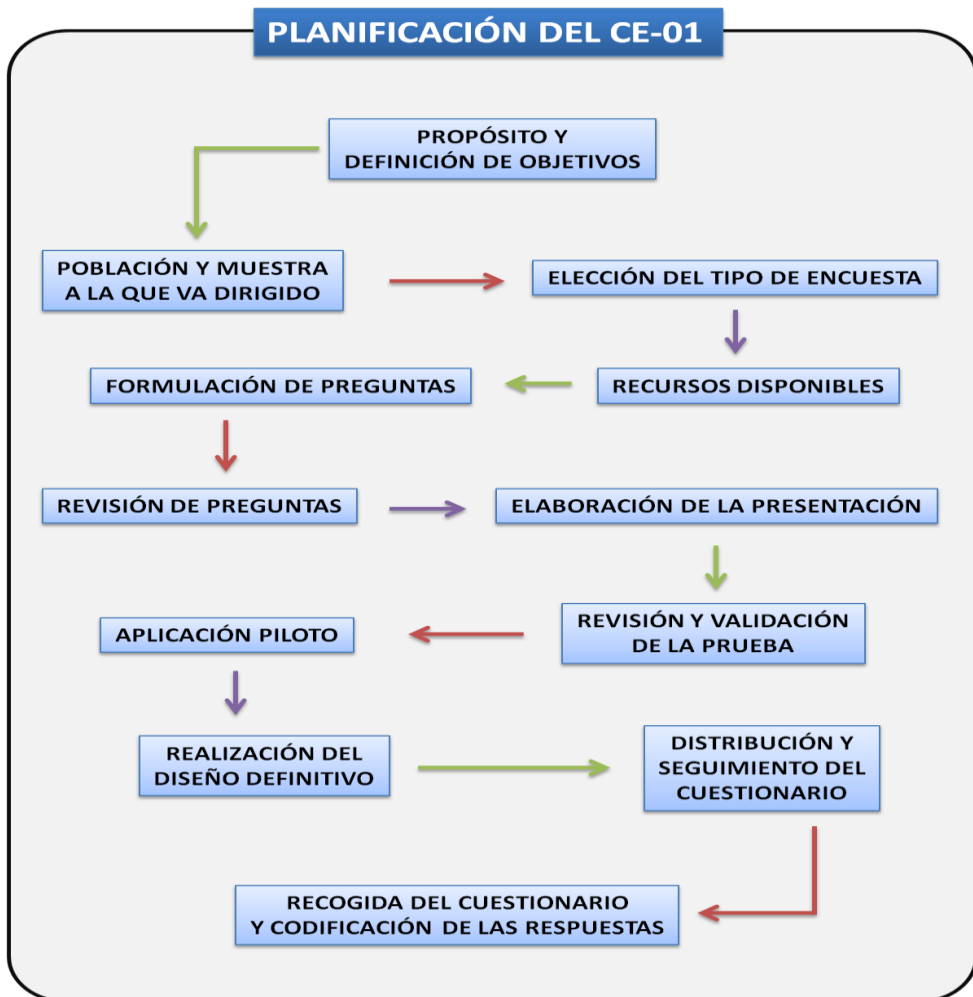 PLANIFICACIÓN DEL CE-01
PROPÓSITO Y
DEFINICIÓN DE OBJETIVOS
POBLACIÓN Y MUESTRA
A LA QUE VA DIRIGIDO
ELECCIÓN DEL TIPO DE ENCUESTA
RECURSOS DISPONIBLES
FORMULACIÓN DE PREGUNTAS
REVISIÓN DE PREGUNTAS
ELABORACIÓN DE LA PRESENTACIÓN
REVISIÓN Y VALIDACIÓN
DE LA PRUEBA
APLICACIÓN PILOTO
REALIZACIÓN DEL
DISEÑO DEFINITIVO
DISTRIBUCIÓN Y
SEGUIMIENTO DEL
CUESTIONARIO
RECOGIDA DEL CUESTIONARIO
Y CODIFICACIÓN DE LAS RESPUESTAS